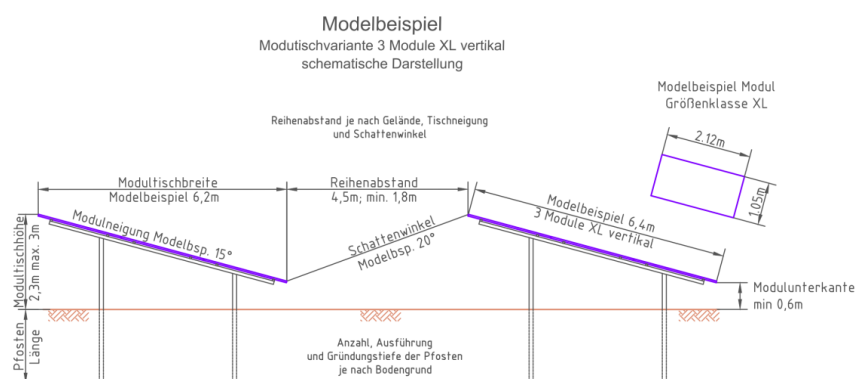 Modelbeispiel
Modutischvariante 3 Module XL vertikal
schematische Darstellung
Modelbeispiel Modul
Größenklasse XL
2.12m
1.05m
Reihenabstand je nach Gelände, Tischneigung
und Schattenwinkel
Modultischbreite
Modelbeispiel 6,2m
Reihenabstand
4,5m; min. 1,8m
Modelbeispiel 6,4m
3 Module XL vertikal
Modulneigung Modelbsp. 15°
Schattenwinkel
Modelbsp. 20°
Modultischhöhe
2,3m max. 3m
Modulunterkante
min 0,6m
Pfosten
Länge
Anzahl, Ausführung
und Gründungstiefe der Pfosten
je nach Bodengrund